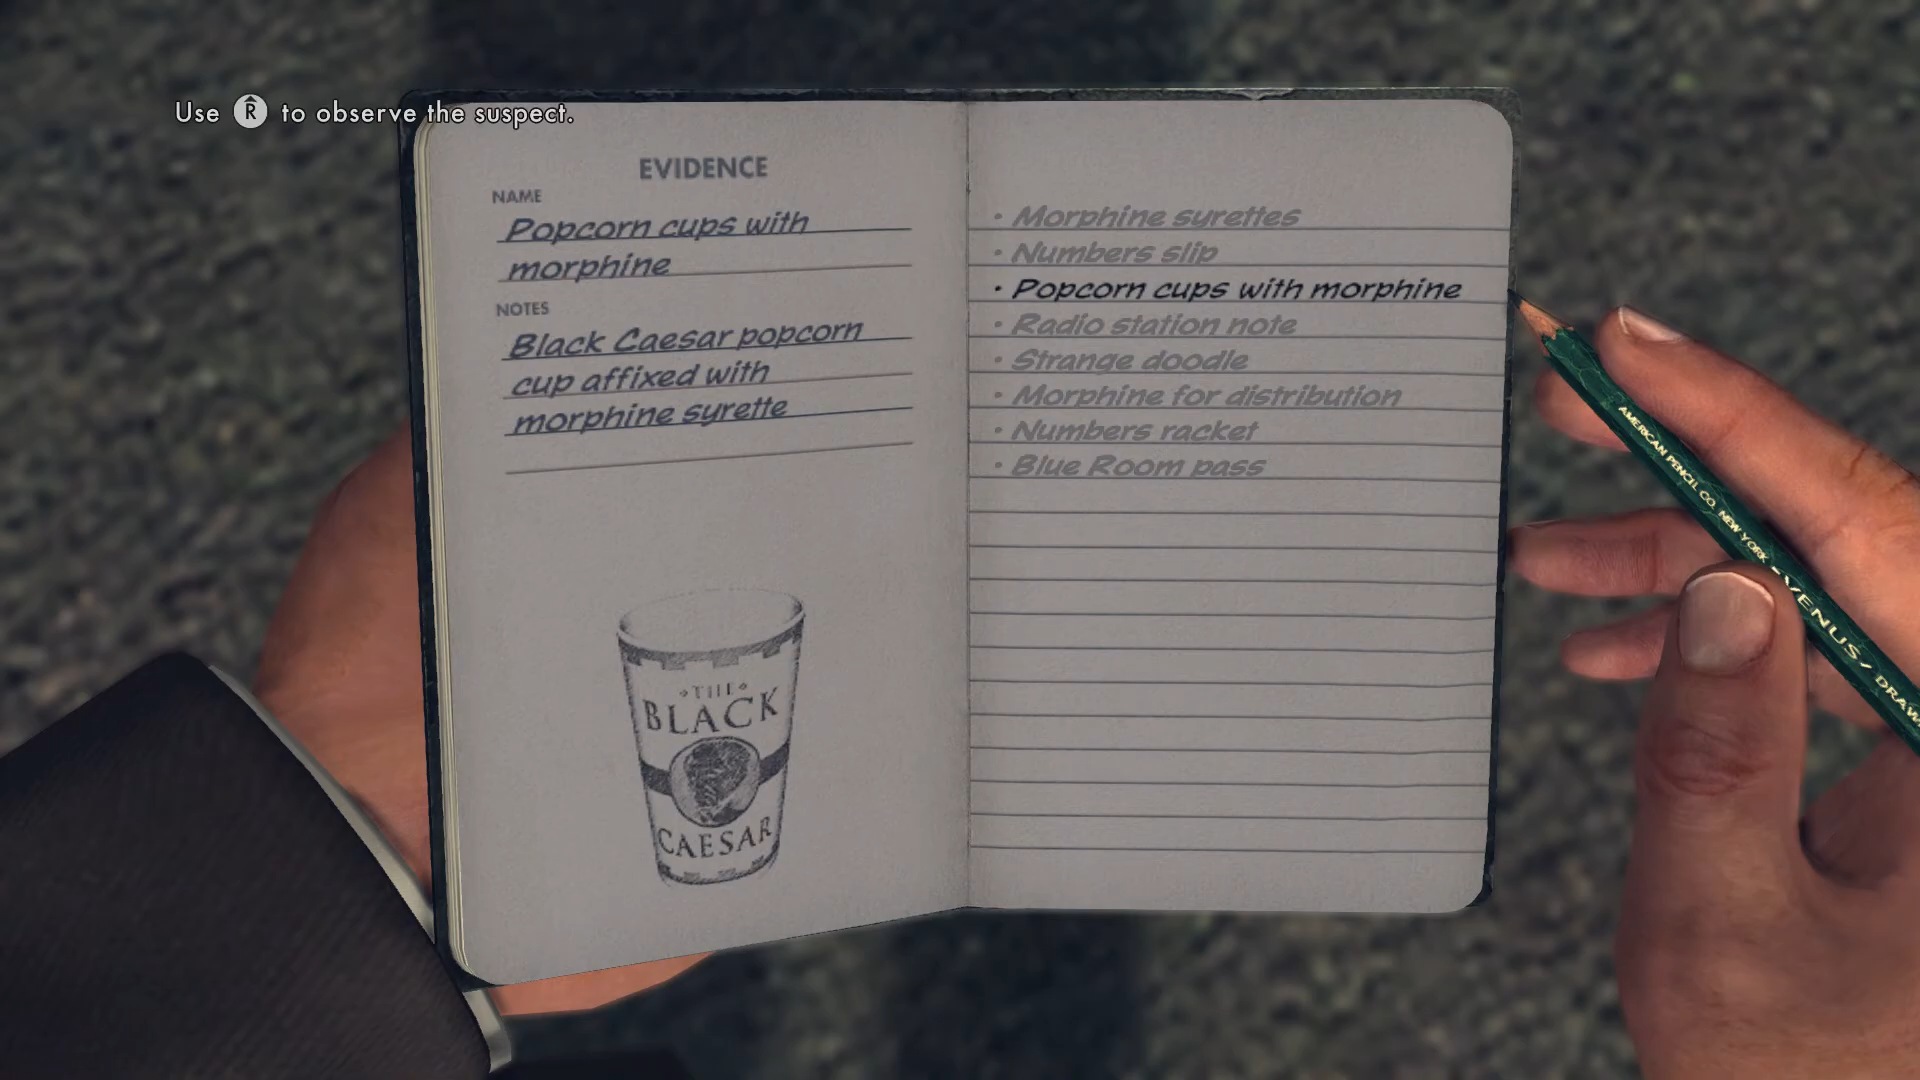 Use R to observe the suspect.
EVIDENCE
NAME
Popcorn cups with
morphine
NOTES
Black Caesar popcorn
cup affixed with
morphine syrette
THE
BLACK
CAESAR
• Morphine syrettes
• Numbers slip
• Popcorn cups with morphine
• Radio station note
• Strange doodle
• Morphine for distribution
• Numbers racket
• Blue Room pass
AMERICAN PENCIL CO. NEW YORK VENUS DRAW